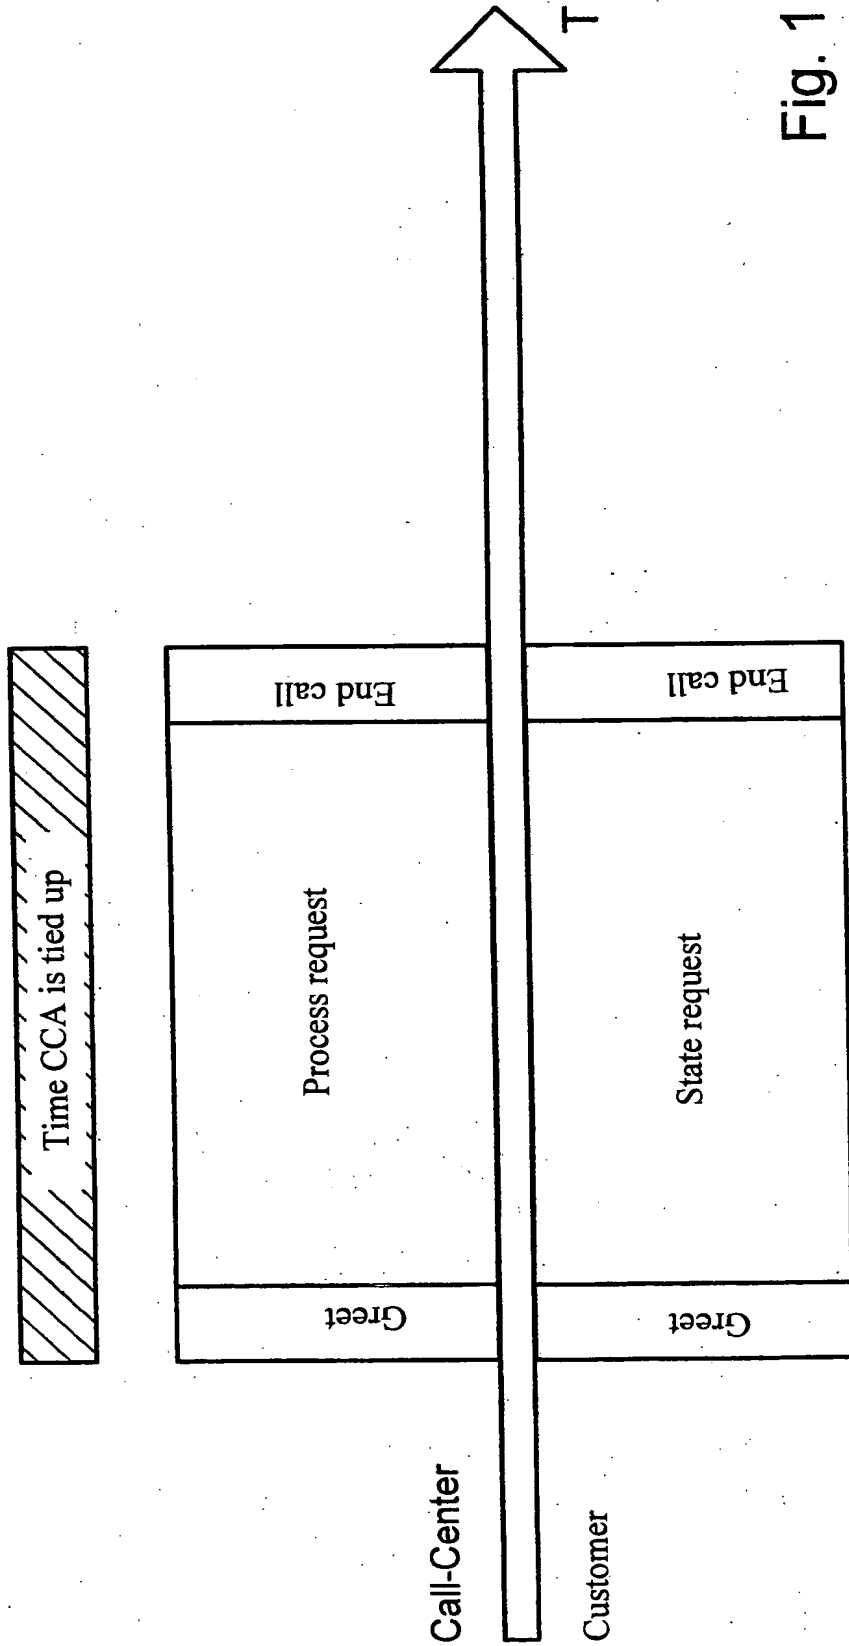 Time CCA is tied up
Call-Center
Greet
Process request
End call
T
Customer
Greet
State request
End call
Fig. 1